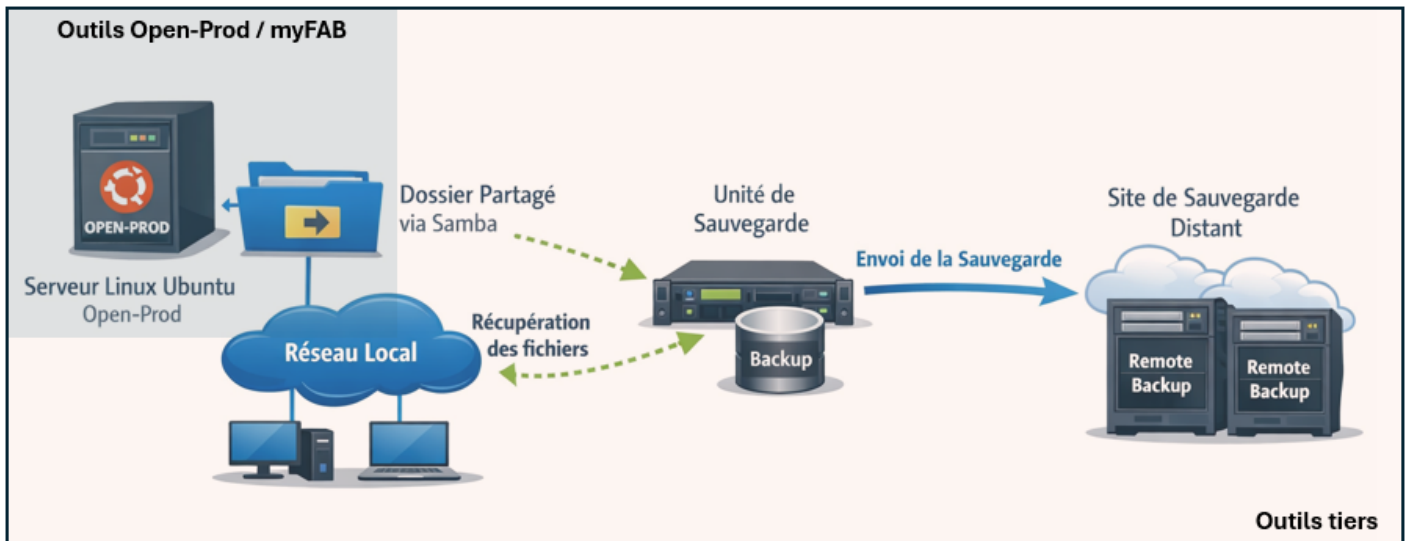 Outils Open-Prod / myFAB
OPEN-PROD
Serveur Linux Ubuntu
Open-Prod
Dossier Partagé
via Samba
Réseau Local
Récupération
des fichiers
Unité de
Sauvegarde
Backup
Envoi de la Sauvegarde
Site de Sauvegarde
Distant
Remote
Backup
Remote
Backup
Outils tiers